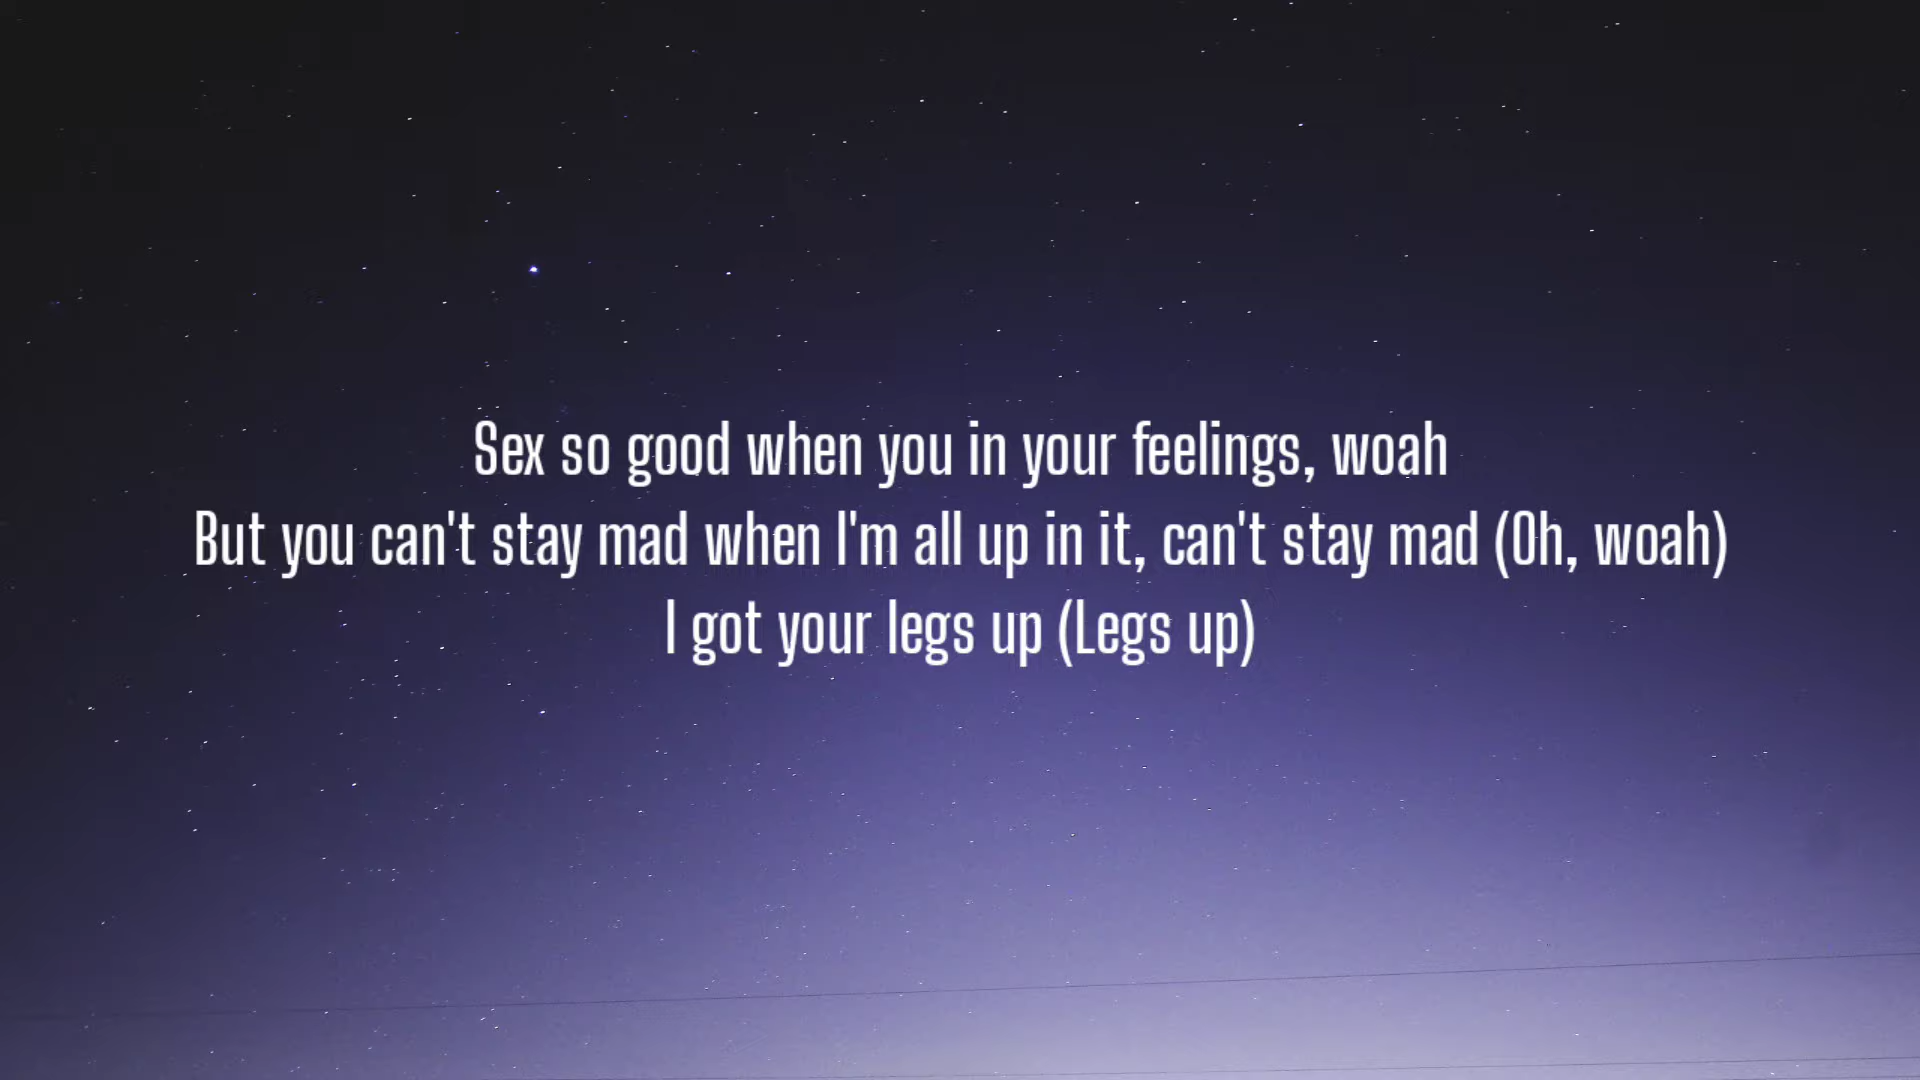 Sex so good when you in your feelings, woah
But you can't stay mad when I'm all up in it, can't stay mad (Oh, woah)
I got your legs up (Legs up)